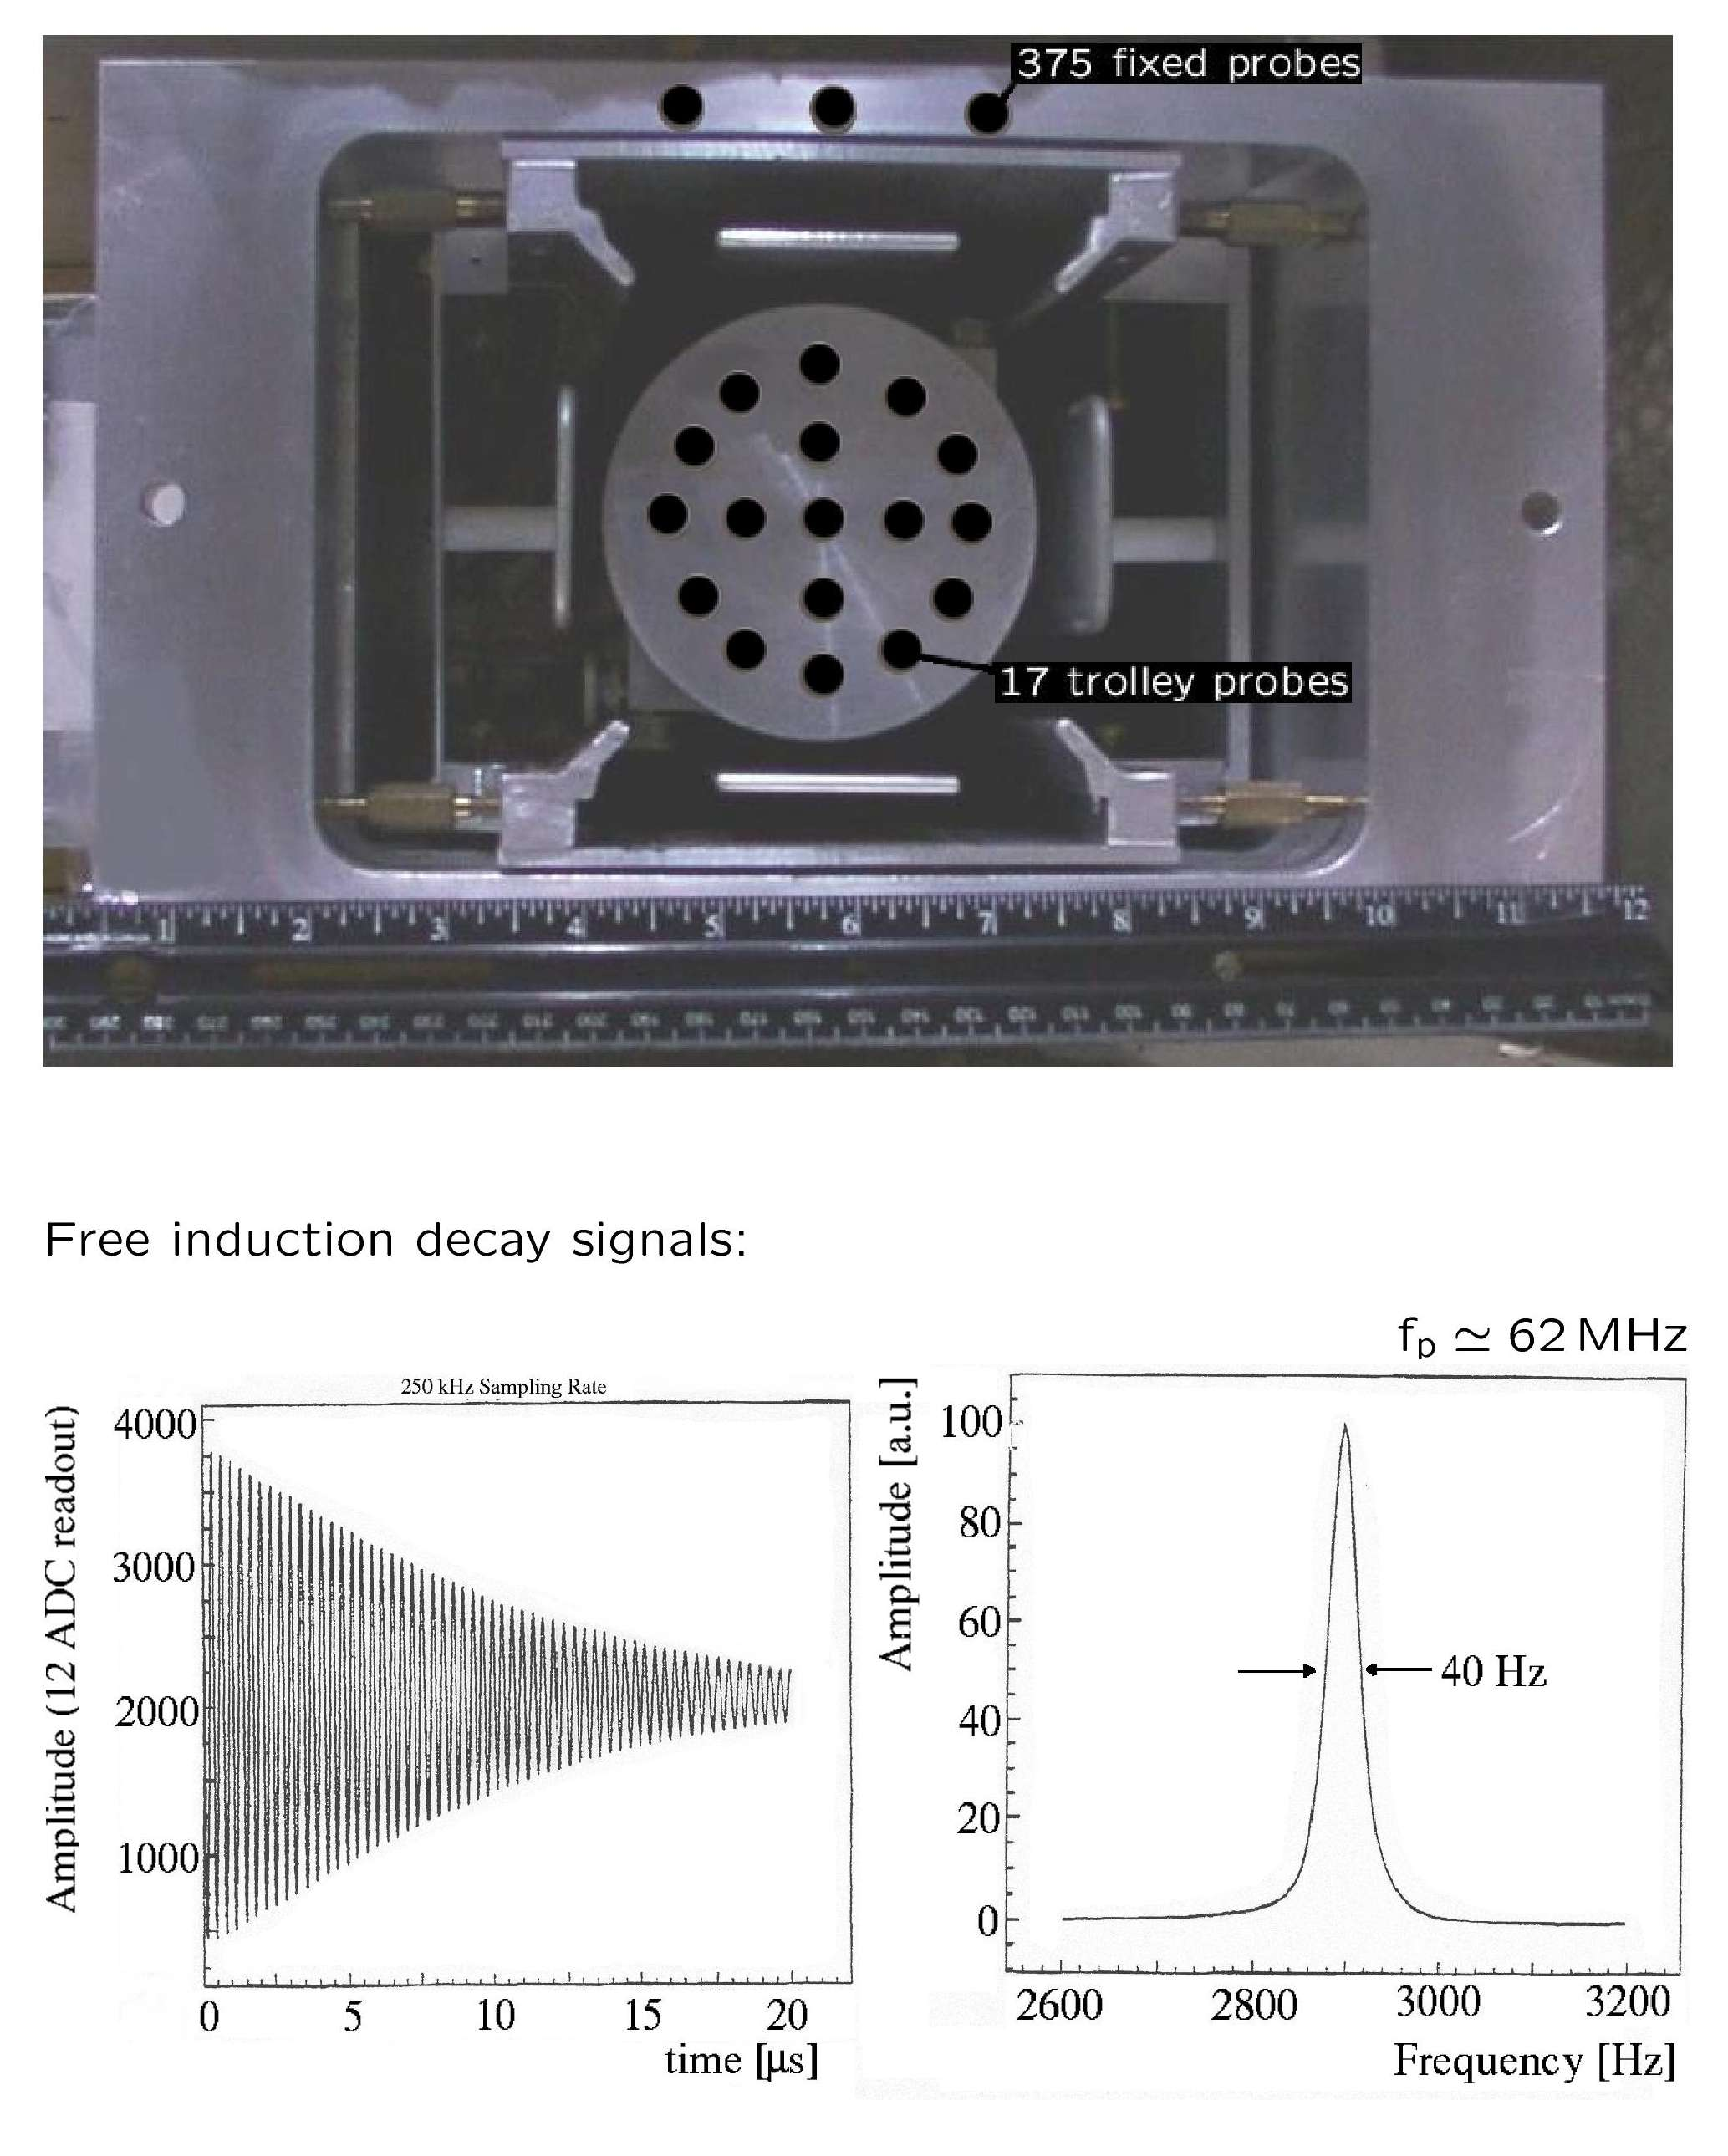 375 fixed probes
17 trolley probes
1 2 3 4 5 6 7 8 9 10 11 12
Free induction decay signals:
fp ≃ 62 MHz
250 kHz Sampling Rate
Amplitude (12 ADC readout)
4000
3000
2000
1000
0 5 10 15 20
time [μs]
Amplitude [a.u.]
100
80
60
40
20
0
40 Hz
2600 2800 3000 3200
Frequency [Hz]